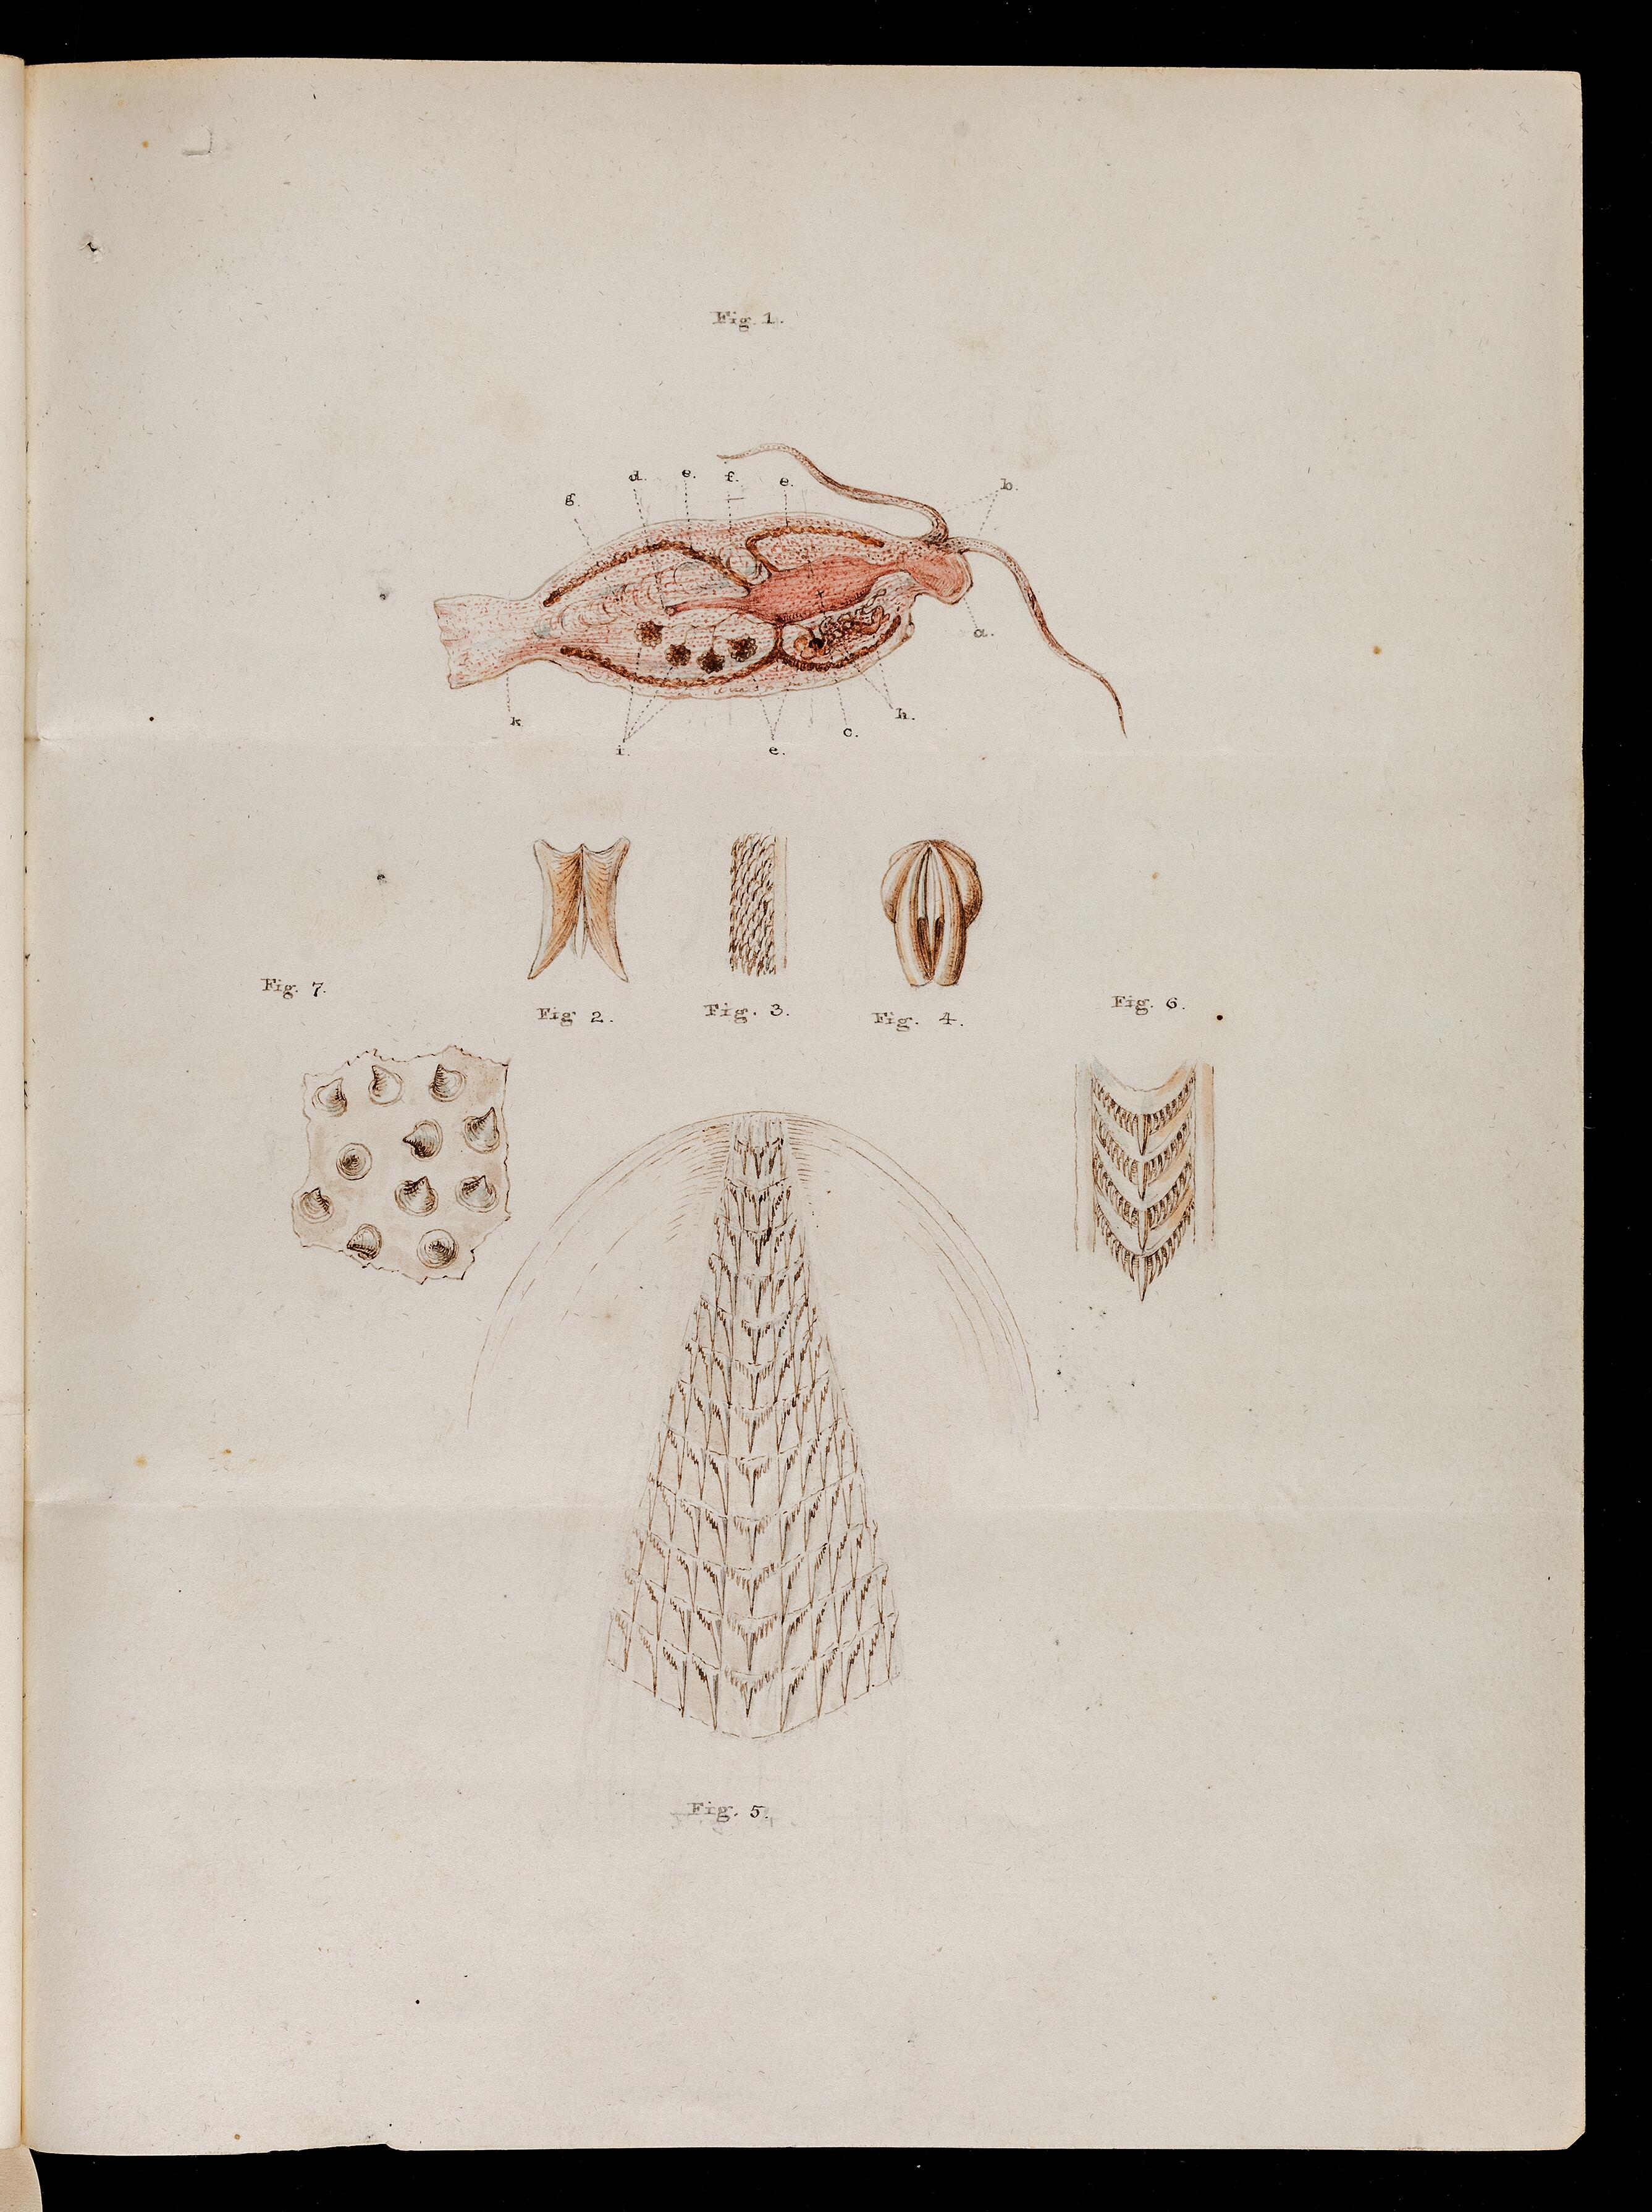 Fig. 1.
g. d. e. f. e. b.
a.
k i. e. c. h.
Fig. 7.
Fig 2. Fig. 3. Fig. 4. Fig. 6.
Fig. 5.